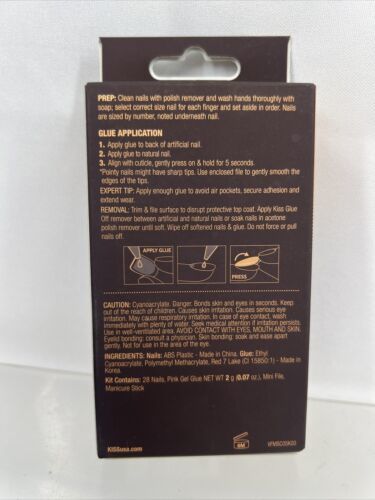 PREP: Clean nails with polish remover and wash hands thoroughly with
soap; select correct size nail for each finger and set aside in order. Nails
are sized by number, noted underneath nail.
GLUE APPLICATION
1. Apply glue to back of artificial nail.
2. Apply glue to natural nail.
3. Align with cuticle, gently press on & hold for 5 seconds.
*Pointy nails might have sharp tips. Use enclosed file to gently smooth the
edges of the tips.
EXPERT TIP: Apply enough glue to avoid air pockets, secure adhesion and
extend wear.
REMOVAL: Trim & file surface to disrupt protective top coat. Apply Kiss Glue
Off remover between artificial and natural nails or soak nails in acetone
polish remover until soft. Wipe off softened nails & glue. Do not force or pull
nails off.
APPLY GLUE
PRESS
CAUTION: Cyanoacrylate. Danger: Bonds skin and eyes in seconds. Keep
out of the reach of children. Causes skin irritation. Causes serious eye
irritation. May cause respiratory irritation. In case of eye contact, wash
immediately with plenty of water. Seek medical attention if irritation persists.
Use in well-ventilated area. AVOID CONTACT WITH EYES, MOUTH AND SKIN.
Eyelid bonding: consult a physician. Skin bonding: soak and ease apart
gently. Not for use in the area of the eye.
INGREDIENTS: Nails: ABS Plastic - Made in China. Glue: Ethyl
Cyanoacrylate, Polymethyl Methacrylate, Red 7 Lake (CI 15850:1) - Made in
Korea.
Kit Contains: 28 Nails, Pink Gel Glue NET WT 2 g (0.07 oz.), Mini File,
Manicure Stick
KISSusa.com
6M